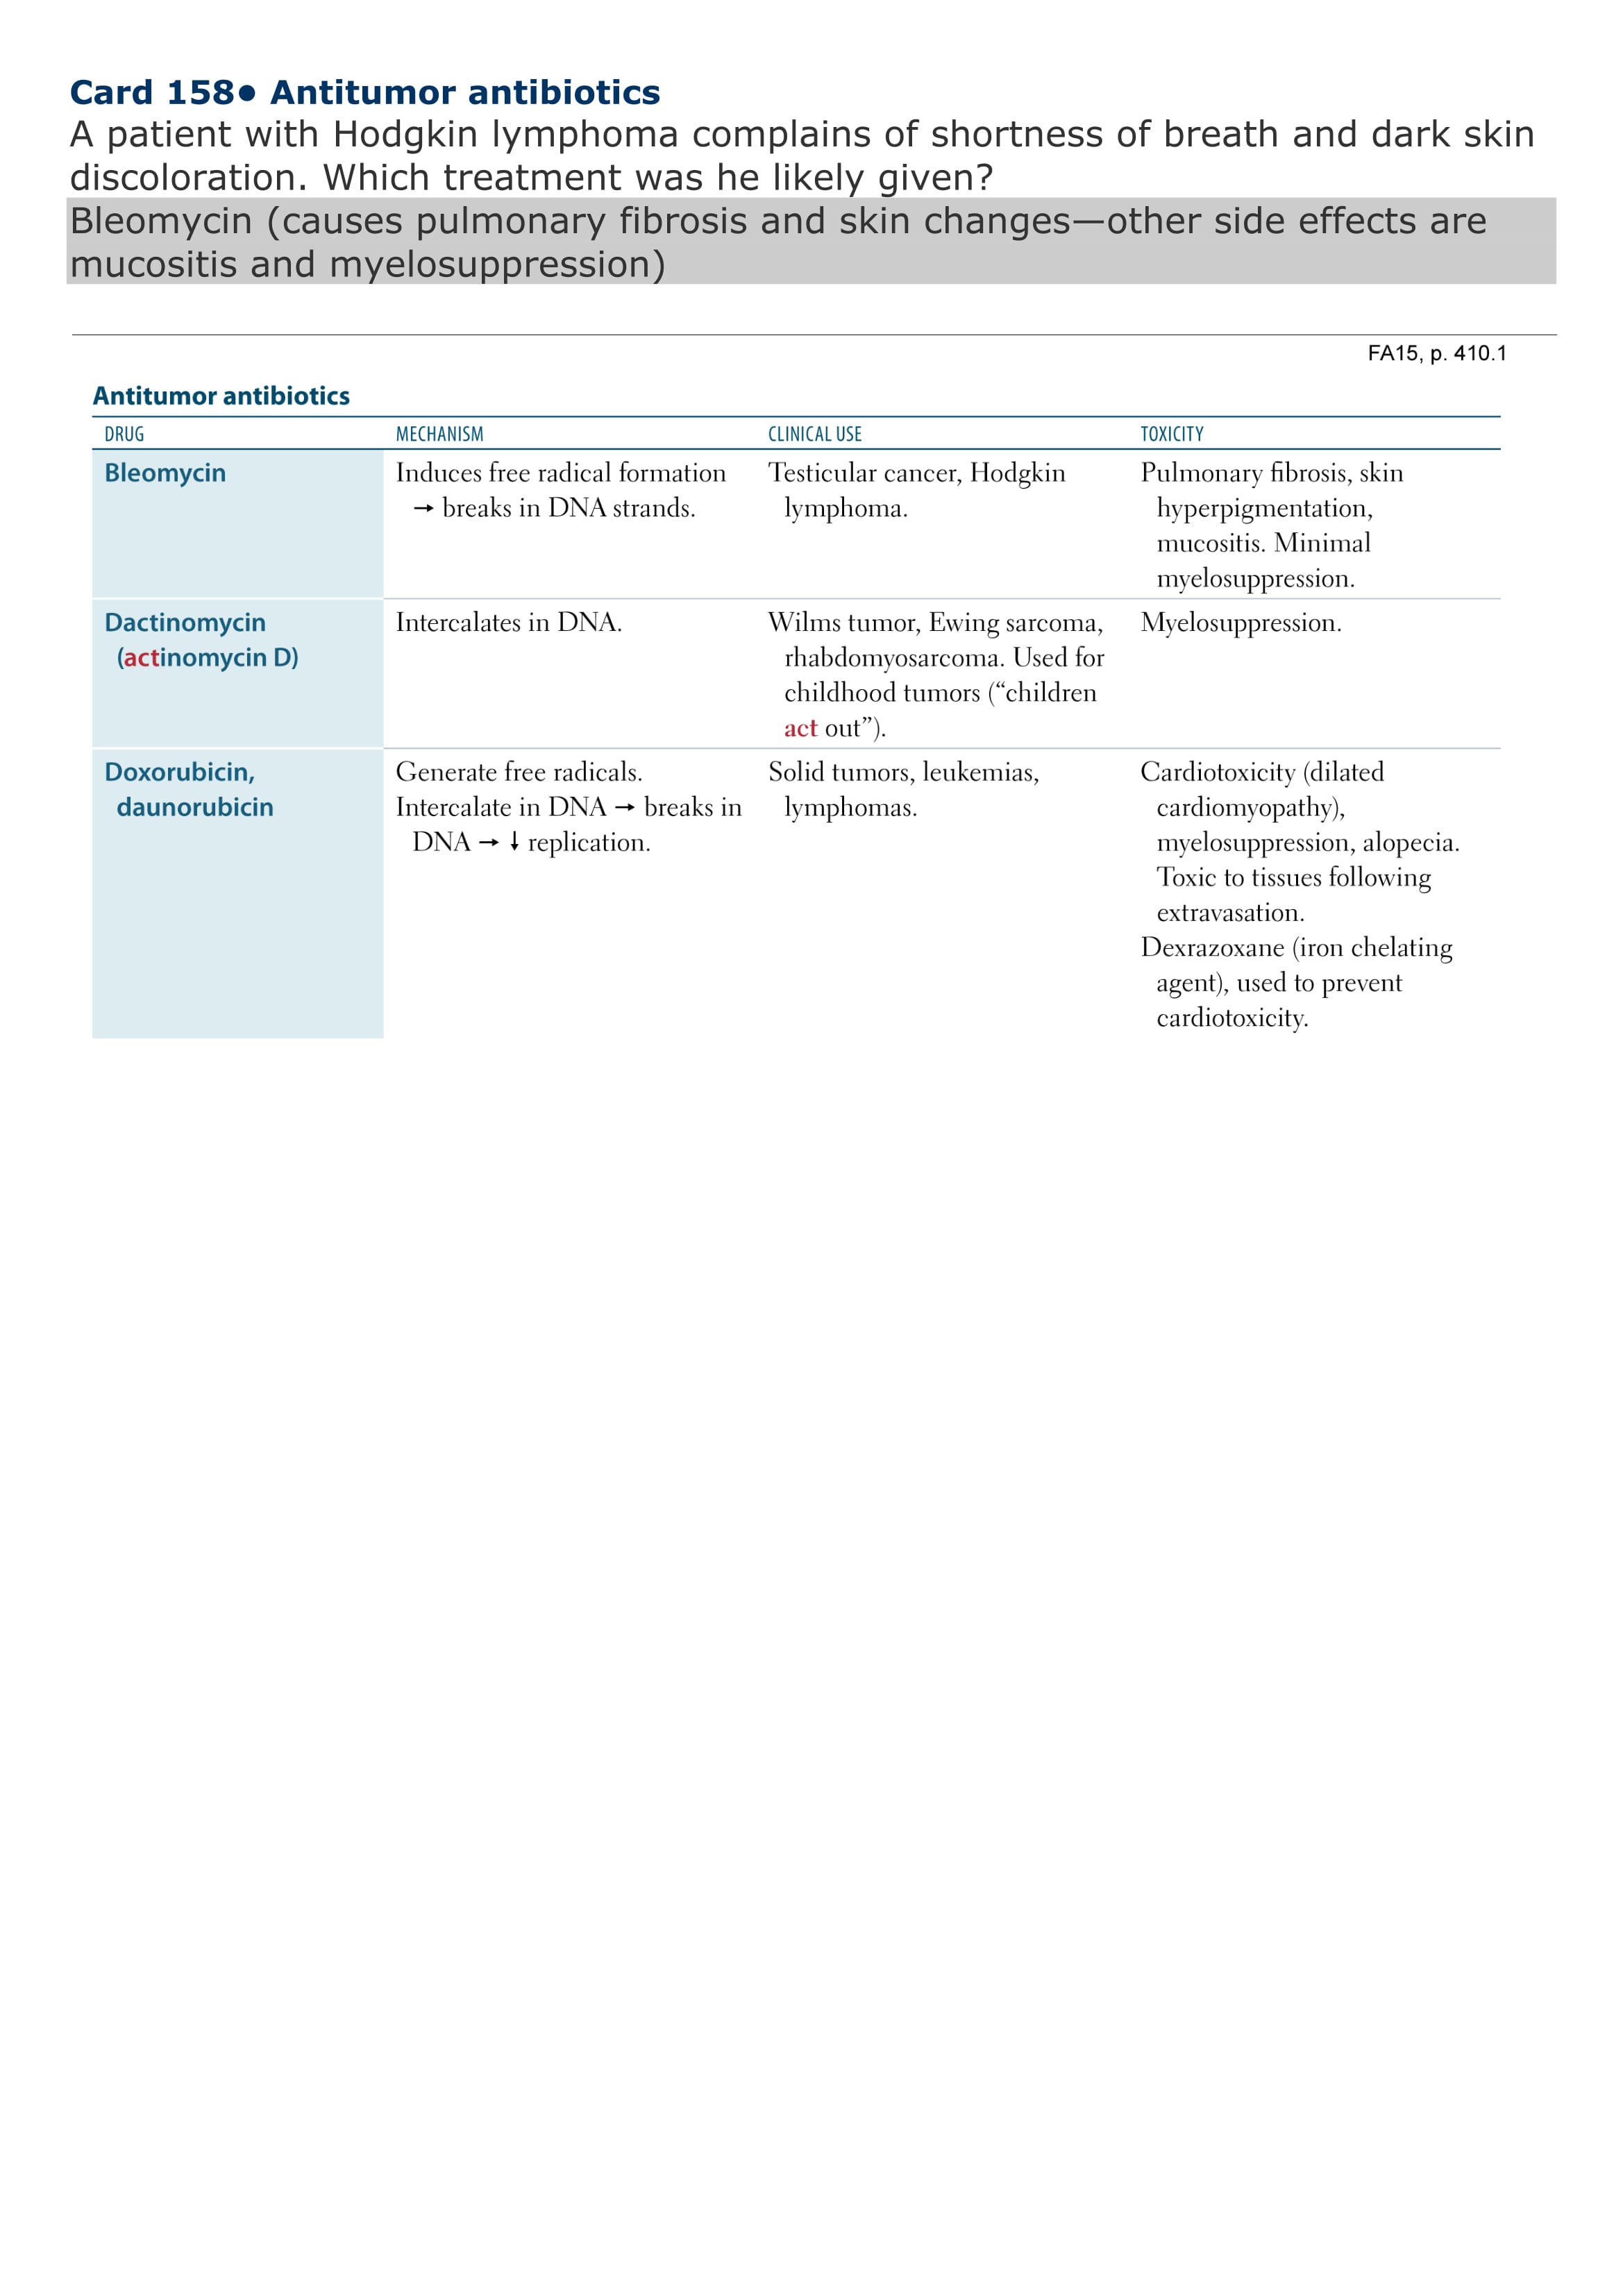 Card 158• Antitumor antibiotics
A patient with Hodgkin lymphoma complains of shortness of breath and dark skin
discoloration. Which treatment was he likely given?
Bleomycin (causes pulmonary fibrosis and skin changes—other side effects are
mucositis and myelosuppression)
FA15, p. 410.1
Antitumor antibiotics
DRUG MECHANISM CLINICAL USE TOXICITY
Bleomycin Induces free radical formation Testicular cancer, Hodgkin Pulmonary fibrosis, skin
→ breaks in DNA strands. lymphoma. hyperpigmentation,
mucositis. Minimal
myelosuppression.
Dactinomycin Intercalates in DNA. Wilms tumor, Ewing sarcoma, Myelosuppression.
(actinomycin D) rhabdomyosarcoma. Used for
childhood tumors (“children
act out”).
Doxorubicin, Generate free radicals. Solid tumors, leukemias, Cardiotoxicity (dilated
daunorubicin Intercalate in DNA → breaks in lymphomas. cardiomyopathy),
DNA → ↓ replication. myelosuppression, alopecia.
Toxic to tissues following
extravasation.
Dexrazoxane (iron chelating
agent), used to prevent
cardiotoxicity.